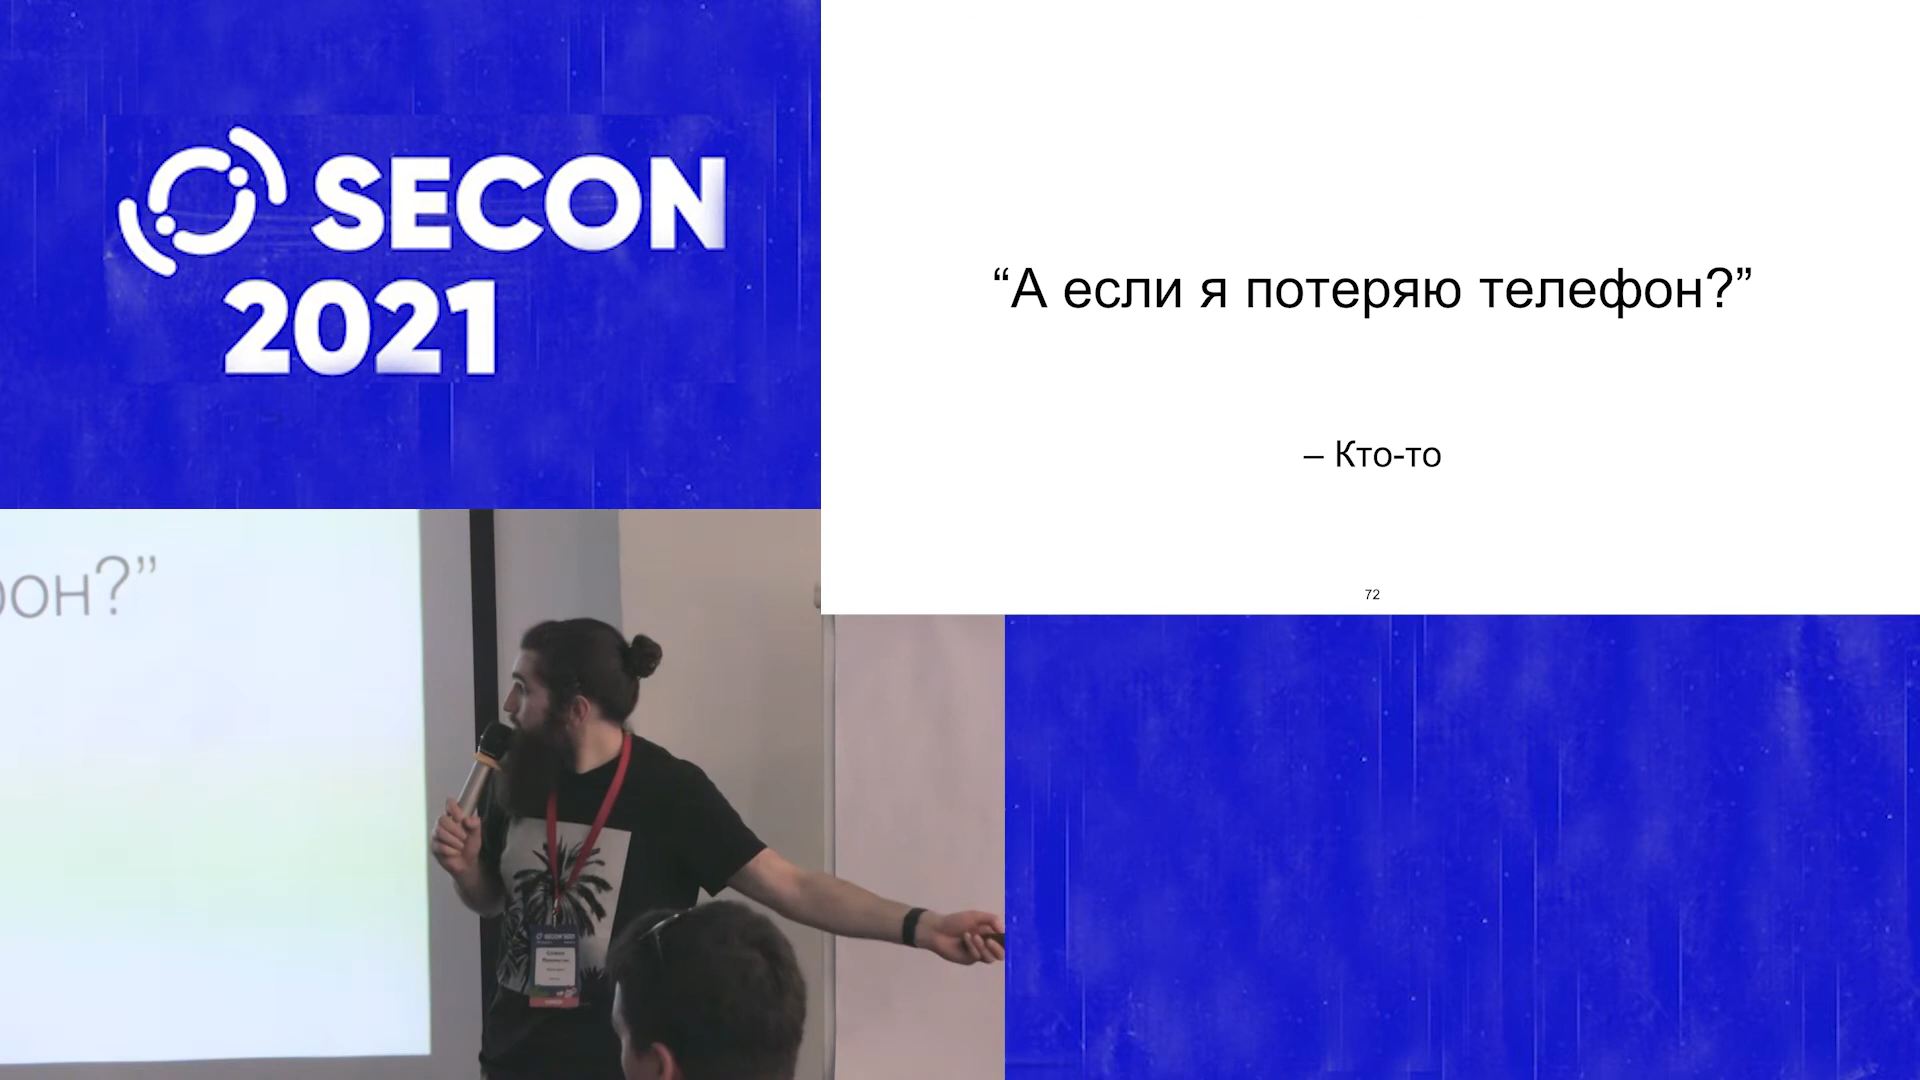 SECON
2021
“А если я потеряю телефон?”
– Кто-то
72
он?”